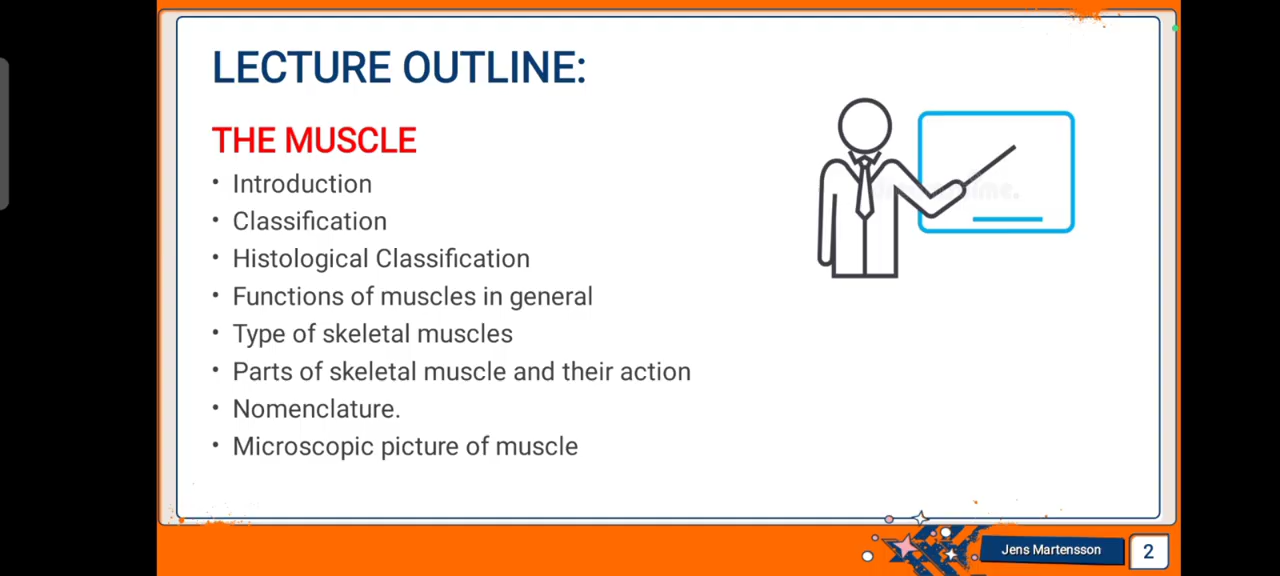 LECTURE OUTLINE:
THE MUSCLE
• Introduction
• Classification
• Histological Classification
• Functions of muscles in general
• Type of skeletal muscles
• Parts of skeletal muscle and their action
• Nomenclature.
• Microscopic picture of muscle
Jens Martensson
2